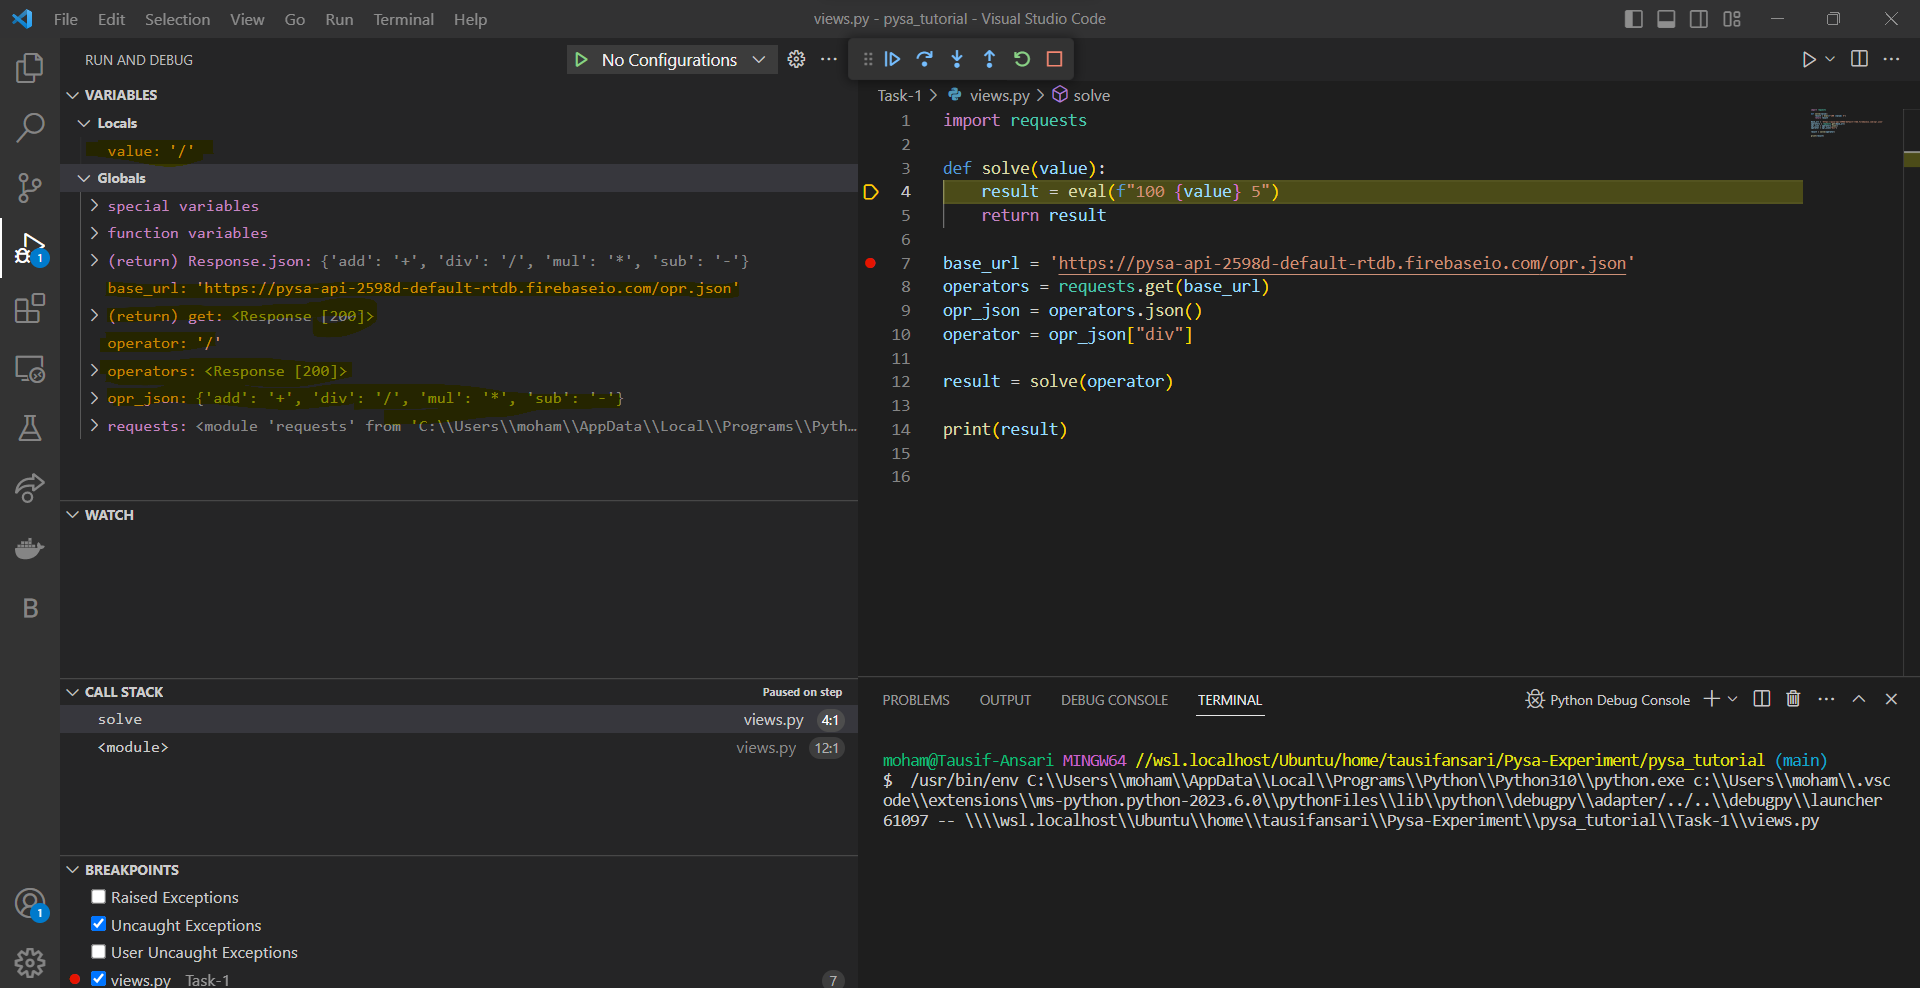 File Edit Selection View Go Run Terminal Help
views.py - pysa_tutorial - Visual Studio Code
RUN AND DEBUG
No Configurations
VARIABLES
Locals
value: '/'
Globals
special variables
function variables
(return) Response.json: {'add': '+', 'div': '/', 'mul': '*', 'sub': '-'}
base_url: 'https://pysa-api-2598d-default-rtdb.firebaseio.com/opr.json'
(return) get: <Response [200]>
operator: '/'
operators: <Response [200]>
opr_json: {'add': '+', 'div': '/', 'mul': '*', 'sub': '-'}
requests: <module 'requests' from 'C:\\Users\\moham\\AppData\\Local\\Programs\\Pyth…
WATCH
CALL STACK
Paused on step
solve views.py 4:1
<module> views.py 12:1
BREAKPOINTS
Raised Exceptions
Uncaught Exceptions
User Uncaught Exceptions
views.py Task-1 7
1
1
B
Task-1 > views.py > solve
1 import requests
2
3 def solve(value):
4     result = eval(f"100 {value} 5")
5     return result
6
7 base_url = 'https://pysa-api-2598d-default-rtdb.firebaseio.com/opr.json'
8 operators = requests.get(base_url)
9 opr_json = operators.json()
10 operator = opr_json["div"]
11
12 result = solve(operator)
13
14 print(result)
15
16
PROBLEMS OUTPUT DEBUG CONSOLE TERMINAL
Python Debug Console
moham@Tausif-Ansari MINGW64 //wsl.localhost/Ubuntu/home/tausifansari/Pysa-Experiment/pysa_tutorial (main)
$  /usr/bin/env C:\\Users\\moham\\AppData\\Local\\Programs\\Python\\Python310\\python.exe c:\\Users\\moham\\.vsc
ode\\extensions\\ms-python.python-2023.6.0\\pythonFiles\\lib\\python\\debugpy\\adapter/../..\\debugpy\\launcher
61097 -- \\\\wsl.localhost\\Ubuntu\\home\\tausifansari\\Pysa-Experiment\\pysa_tutorial\\Task-1\\views.py